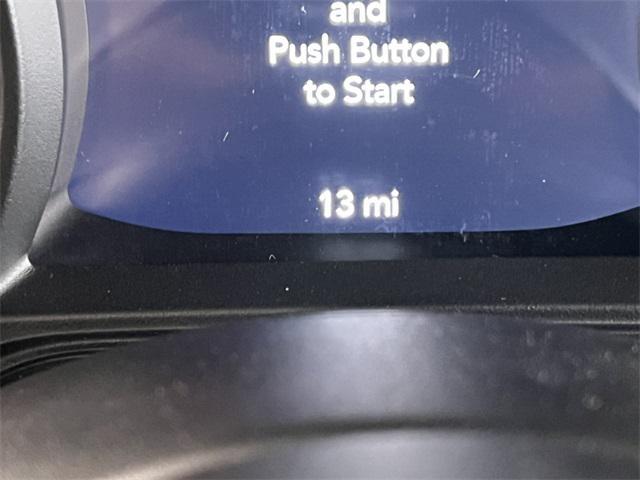 and
Push Button
to Start
13 mi